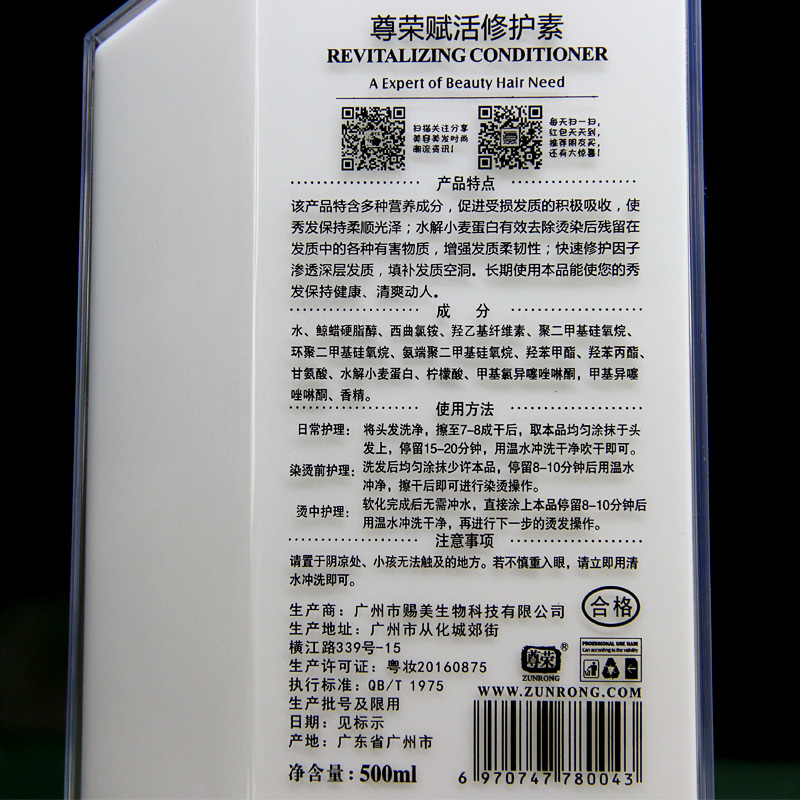 尊荣赋活修护素
REVITALIZING CONDITIONER
A Expert of Beauty Hair Need
扫描关注分享
美容美发时尚
潮流资讯！
每天扫一扫，
红包天天到，
推荐朋友买，
还有大惊喜！
产品特点
该产品特含多种营养成分，促进受损发质的积极吸收，使
秀发保持柔顺光泽；水解小麦蛋白有效去除烫染后残留在
发质中的各种有害物质，增强发质柔韧性；快速修护因子
渗透深层发质，填补发质空洞。长期使用本品能使您的秀
发保持健康、清爽动人。
成 分
水、鲸蜡硬脂醇、西曲氯铵、羟乙基纤维素、聚二甲基硅氧烷、
环聚二甲基硅氧烷、氨端聚二甲基硅氧烷、羟苯甲酯、羟苯丙酯、
甘氨酸、水解小麦蛋白、柠檬酸、甲基氯异噻唑啉酮，甲基异噻
唑啉酮、香精。
使用方法
日常护理：将头发洗净，擦至7-8成干后，取本品均匀涂抹于头
发上，停留15-20分钟，用温水冲洗干净吹干即可。
染烫前护理：洗发后均匀涂抹少许本品，停留8-10分钟后用温水
冲净，擦干后即可进行染烫操作。
烫中护理：软化完成后无需冲水，直接涂上本品停留8-10分钟后
用温水冲洗干净，再进行下一步的烫发操作。
注意事项
请置于阴凉处、小孩无法触及的地方。若不慎重入眼，请立即用清
水冲洗即可。
生产商：广州市赐美生物科技有限公司
合格
生产地址：广州市从化城郊街
横江路339号-15
生产许可证：粤妆20160875
执行标准：QB/T 1975
生产批号及限用
日期：见标示
产地：广东省广州市
净含量：500ml
尊荣®
ZUNRONG
PROFESSIONAL USE HAIR
Can according to the validity
WWW.ZUNRONG.COM
6 970747 780043